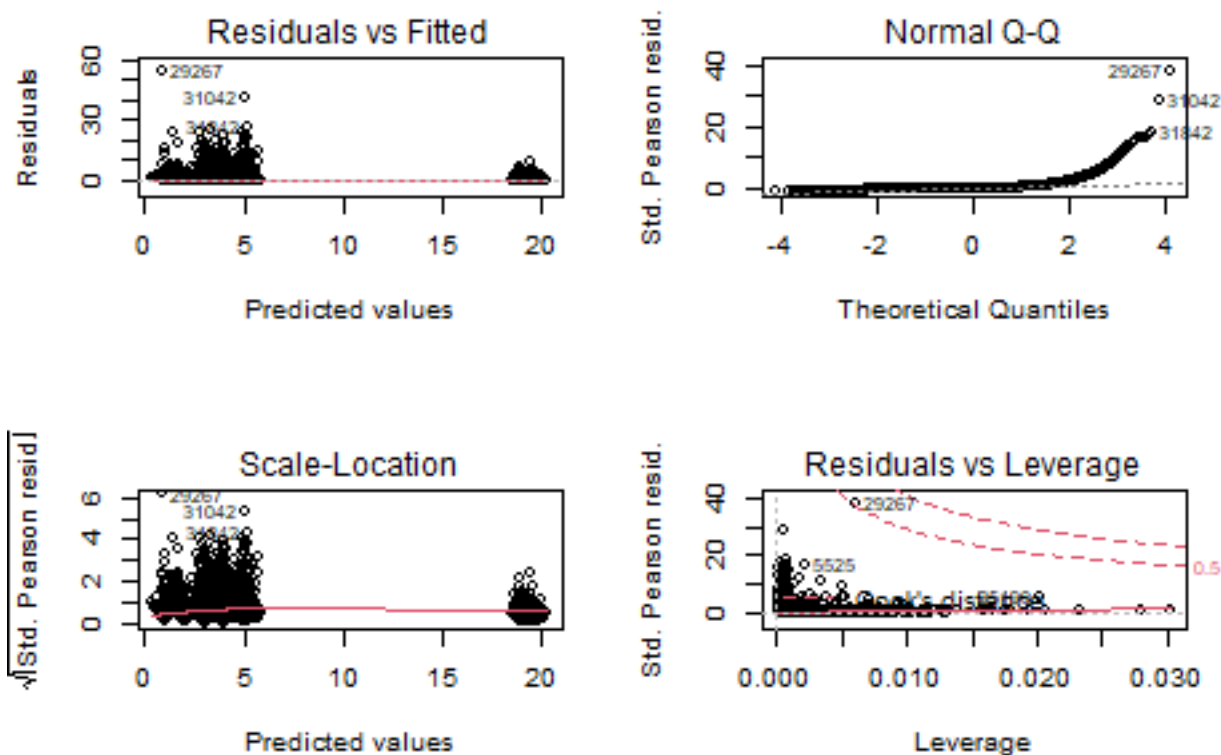 Residuals vs Fitted
Residuals
60
30
0
29267
31042
0 5 10 15 20
Predicted values
Normal Q-Q
Std. Pearson resid.
40
20
0
29267
31042
31842
-4 -2 0 2 4
Theoretical Quantiles
Scale-Location
√|Std. Pearson resid.|
6
4
2
0
29267
31042
0 5 10 15 20
Predicted values
Residuals vs Leverage
Std. Pearson resid.
40
20
0
29267
5525
Cook's distance
0.5
0.000 0.010 0.020 0.030
Leverage